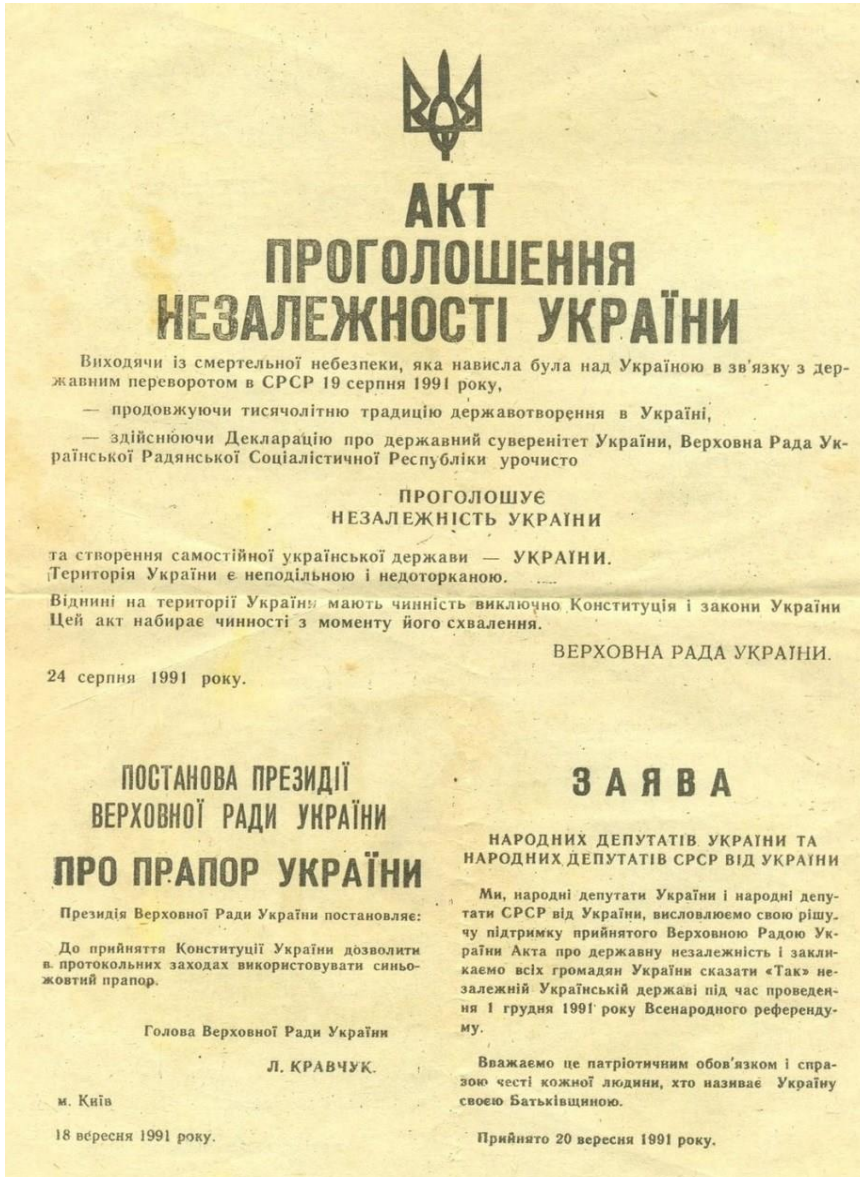 АКТ
ПРОГОЛОШЕННЯ
НЕЗАЛЕЖНОСТІ УКРАЇНИ
Виходячи із смертельної небезпеки, яка нависла була над Україною в зв'язку з дер-
жавним переворотом в СРСР 19 серпня 1991 року,
— продовжуючи тисячолітню традицію державотворення в Україні,
— здійснюючи Декларацію про державний суверенітет України, Верховна Рада Ук-
раїнської Радянської Соціалістичної Республіки урочисто
ПРОГОЛОШУЄ
НЕЗАЛЕЖНІСТЬ УКРАЇНИ
та створення самостійної української держави — УКРАЇНИ.
Територія України є неподільною і недоторканою.
Віднині на території України мають чинність виключно Конституція і закони України
Цей акт набирає чинності з моменту його схвалення.
ВЕРХОВНА РАДА УКРАЇНИ.
24 серпня 1991 року.
ПОСТАНОВА ПРЕЗИДІЇ
ВЕРХОВНОЇ РАДИ УКРАЇНИ
ПРО ПРАПОР УКРАЇНИ
Президія Верховної Ради України постановляє:
До прийняття Конституції України дозволити
в протокольних заходах використовувати синьо-
жовтий прапор.
Голова Верховної Ради України
Л. КРАВЧУК.
м. Київ
18 вересня 1991 року.
ЗАЯВА
НАРОДНИХ ДЕПУТАТІВ УКРАЇНИ ТА
НАРОДНИХ ДЕПУТАТІВ СРСР ВІД УКРАЇНИ
Ми, народні депутати України і народні депу-
тати СРСР від України, висловлюємо свою рішу-
чу підтримку прийнятого Верховною Радою Ук-
раїни Акта про державну незалежність і закли-
каємо всіх громадян України сказати «Так» не-
залежній Українській державі під час проведен-
ня 1 грудня 1991 року Всенародного референду-
му.
Вважаємо це патріотичним обов'язком і спра-
вою честі кожної людини, хто називає Україну
своєю Батьківщиною.
Прийнято 20 вересня 1991 року.